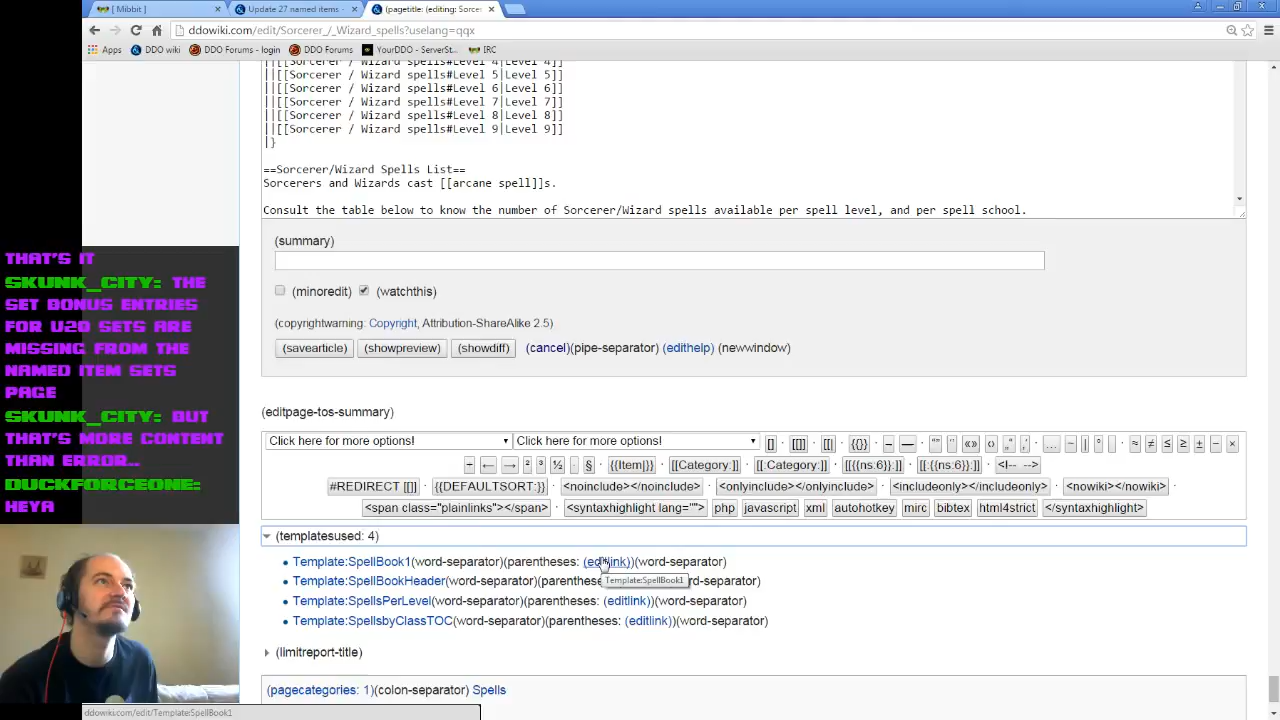 [ Mibbit ]
Update 27 named items -
(pagetitle: (editing: Sorcer
ddowiki.com/edit/Sorcerer_/_Wizard_spells?uselang=qqx
Apps DDO wiki DDO Forums - login DDO Forums YourDDO - ServerSt... IRC
||[[Sorcerer / Wizard spells#Level 4|Level 4]]
||[[Sorcerer / Wizard spells#Level 5|Level 5]]
||[[Sorcerer / Wizard spells#Level 6|Level 6]]
||[[Sorcerer / Wizard spells#Level 7|Level 7]]
||[[Sorcerer / Wizard spells#Level 8|Level 8]]
||[[Sorcerer / Wizard spells#Level 9|Level 9]]
|}
==Sorcerer/Wizard Spells List==
Sorcerers and Wizards cast [[arcane spell]]s.
Consult the table below to know the number of Sorcerer/Wizard spells available per spell level, and per spell school.
(summary)
(minoredit) (watchthis)
(copyrightwarning: Copyright, Attribution-ShareAlike 2.5)
(savearticle) (showpreview) (showdiff) (cancel)(pipe-separator) (edithelp) (newwindow)
(editpage-tos-summary)
Click here for more options! Click here for more options!
{{Item|}} · [[Category:]] · [[:Category:]] · [[{{ns:6}}:]] · [[:{{ns:6}}:]] · <!-- -->
#REDIRECT [[]] · {{DEFAULTSORT:}} · <noinclude></noinclude> · <onlyinclude></onlyinclude> · <includeonly></includeonly> · <nowiki></nowiki> ·
<span class="plainlinks"></span> · <syntaxhighlight lang=""> php javascript xml autohotkey mirc bibtex html4strict </syntaxhighlight>
(templatesused: 4)
Template:SpellBook1(word-separator)(parentheses: (editlink))(word-separator)
Template:SpellBookHeader(word-separator)(parenthese
Template:SpellBook1
rd-separator)
Template:SpellsPerLevel(word-separator)(parentheses: (editlink))(word-separator)
Template:SpellsbyClassTOC(word-separator)(parentheses: (editlink))(word-separator)
(limitreport-title)
(pagecategories: 1)(colon-separator) Spells
ddowiki.com/edit/Template:SpellBook1
THAT'S IT
SKUNK_CITY: THE
SET BONUS ENTRIES
FOR U20 SETS ARE
MISSING FROM THE
NAMED ITEM SETS
PAGE
SKUNK_CITY: BUT
THAT'S MORE CONTENT
THAN ERROR..
DUCKFORCEONE:
HEYA